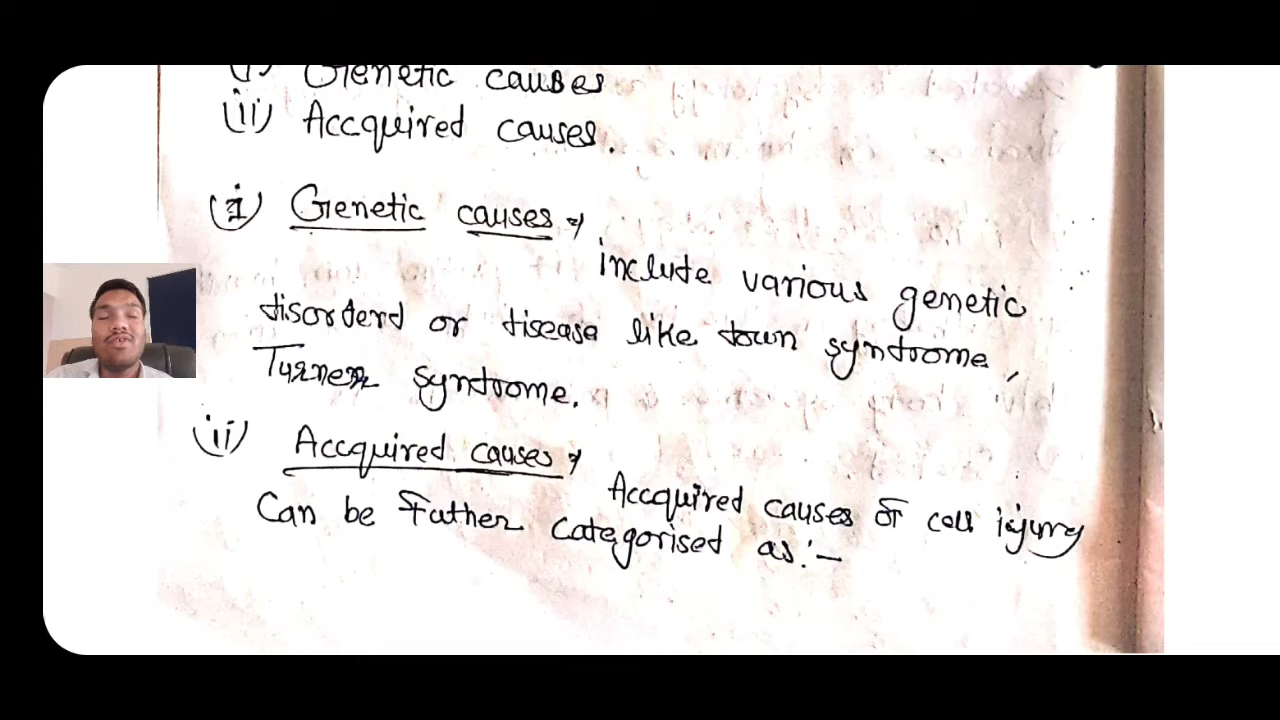 (i) Genetic causes
(ii) Accquired causes.
(i) Genetic causes
include various genetic
disorderd or disease like down syndrome,
Turner syndrome.
(ii) Accquired causes
Accquired causes of cell injury
Can be Futher categorised as:-